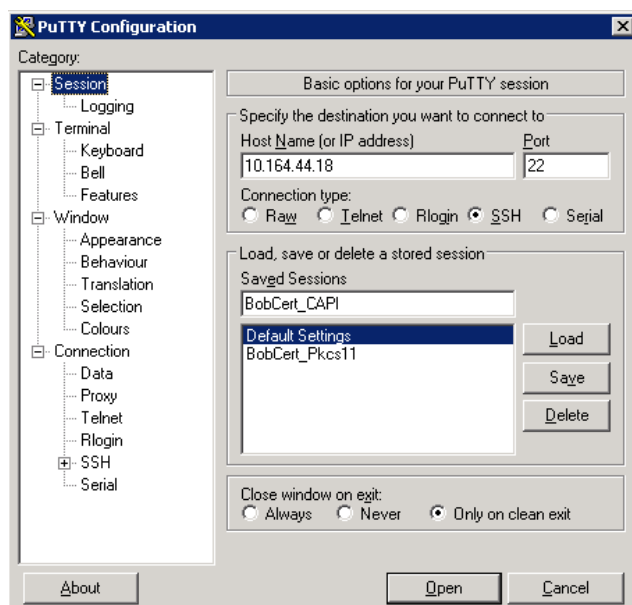 PuTTY Configuration
Category:
Session
Logging
Terminal
Keyboard
Bell
Features
Window
Appearance
Behaviour
Translation
Selection
Colours
Connection
Data
Proxy
Telnet
Rlogin
SSH
Serial
Basic options for your PuTTY session
Specify the destination you want to connect to
Host Name (or IP address) Port
10.164.44.18 22
Connection type:
Raw Telnet Rlogin SSH Serial
Load, save or delete a stored session
Saved Sessions
BobCert_CAPI
Default Settings
BobCert_Pkcs11
Load
Save
Delete
Close window on exit:
Always Never Only on clean exit
About Open Cancel